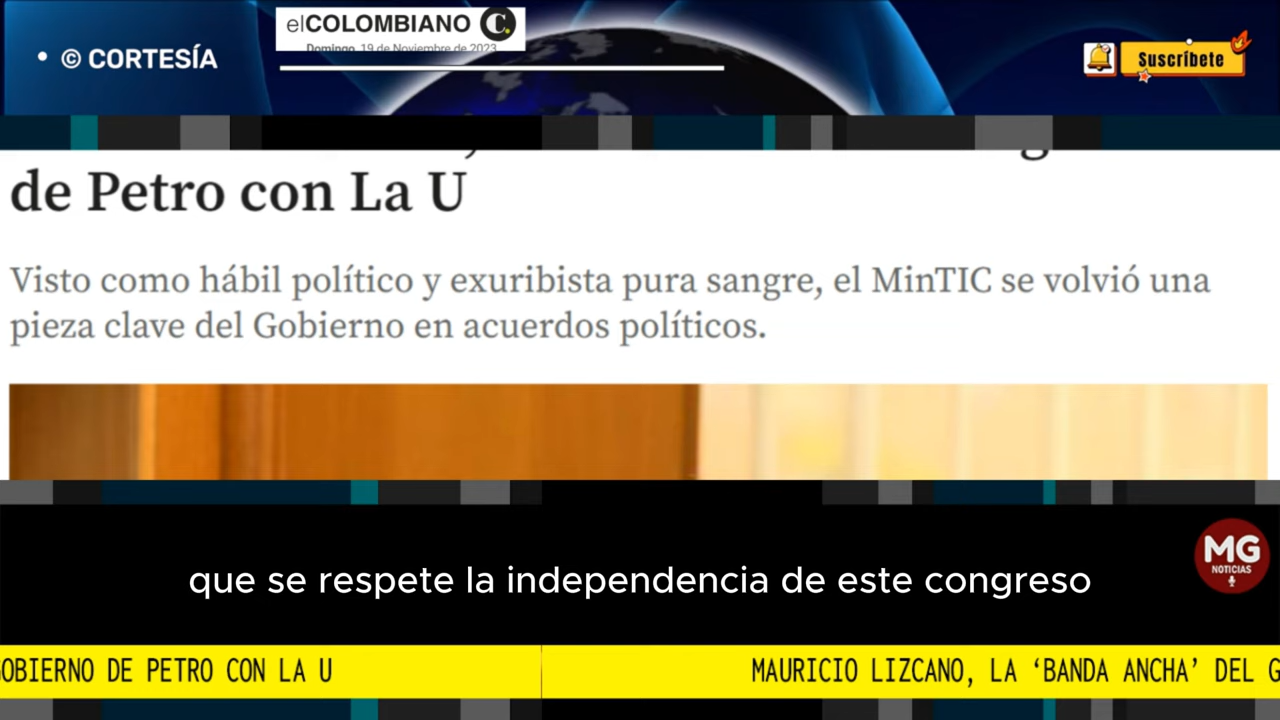 elCOLOMBIANO C.
Domingo, 19 de Noviembre de 2023
• © CORTESÍA
Suscríbete
de Petro con La U
Visto como hábil político y exuribista pura sangre, el MinTIC se volvió una
pieza clave del Gobierno en acuerdos políticos.
que se respete la independencia de este congreso
MG
NOTICIAS
OBIERNO DE PETRO CON LA U
MAURICIO LIZCANO, LA ‘BANDA ANCHA’ DEL G